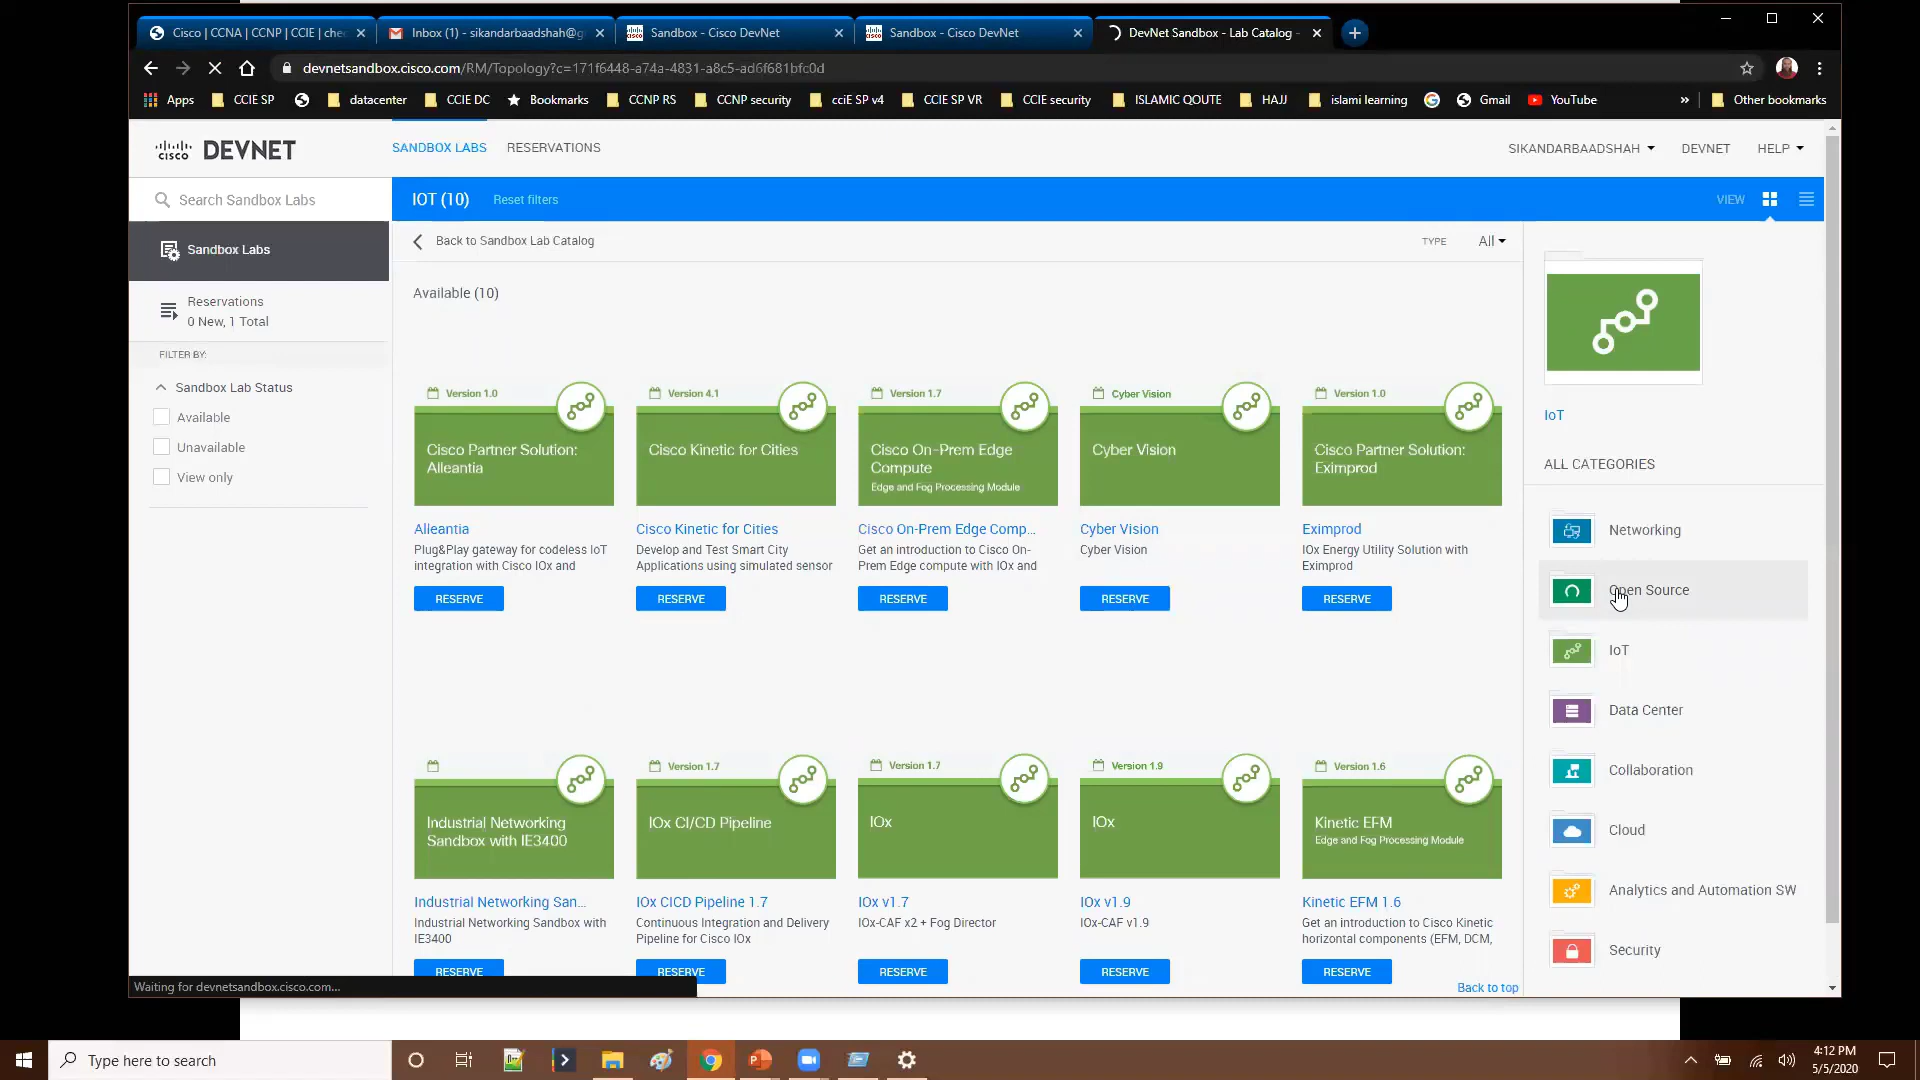 Cisco | CCNA | CCNP | CCIE | che
Inbox (1) - sikandarbaadshah@g
Sandbox - Cisco DevNet
Sandbox - Cisco DevNet
DevNet Sandbox - Lab Catalog -
devnetsandbox.cisco.com/RM/Topology?c=171f6448-a74a-4831-a8c5-ad6f681bfc0d
Apps
CCIE SP
datacenter
CCIE DC
Bookmarks
CCNP RS
CCNP security
cciE SP v4
CCIE SP VR
CCIE security
ISLAMIC QOUTE
HAJJ
islami learning
Gmail
YouTube
»
Other bookmarks
cisco DEVNET
SANDBOX LABS
RESERVATIONS
SIKANDARBAADSHAH
DEVNET
HELP
Search Sandbox Labs
IOT (10)
Reset filters
VIEW
Sandbox Labs
Back to Sandbox Lab Catalog
TYPE
All
Reservations
0 New, 1 Total
FILTER BY:
Sandbox Lab Status
Available
Unavailable
View only
Available (10)
Version 1.0
Cisco Partner Solution:
Alleantia
Alleantia
Plug&Play gateway for codeless IoT
integration with Cisco IOx and
RESERVE
Version 4.1
Cisco Kinetic for Cities
Cisco Kinetic for Cities
Develop and Test Smart City
Applications using simulated sensor
RESERVE
Version 1.7
Cisco On-Prem Edge
Compute
Edge and Fog Processing Module
Cisco On-Prem Edge Comp...
Get an introduction to Cisco On-
Prem Edge compute with IOx and
RESERVE
Cyber Vision
Cyber Vision
Cyber Vision
Cyber Vision
RESERVE
Version 1.0
Cisco Partner Solution:
Eximprod
Eximprod
IOx Energy Utility Solution with
Eximprod
RESERVE
Industrial Networking
Sandbox with IE3400
Industrial Networking San...
Industrial Networking Sandbox with
IE3400
RESERVE
Version 1.7
IOx CI/CD Pipeline
IOx CICD Pipeline 1.7
Continuous Integration and Delivery
Pipeline for Cisco IOx
RESERVE
Version 1.7
IOx
IOx v1.7
IOx-CAF x2 + Fog Director
RESERVE
Version 1.9
IOx
IOx v1.9
IOx-CAF v1.9
RESERVE
Version 1.6
Kinetic EFM
Edge and Fog Processing Module
Kinetic EFM 1.6
Get an introduction to Cisco Kinetic
horizontal components (EFM, DCM,
RESERVE
Back to top
IoT
ALL CATEGORIES
Networking
Open Source
IoT
Data Center
Collaboration
Cloud
Analytics and Automation SW
Security
Waiting for devnetsandbox.cisco.com...
Type here to search
4:12 PM
5/5/2020